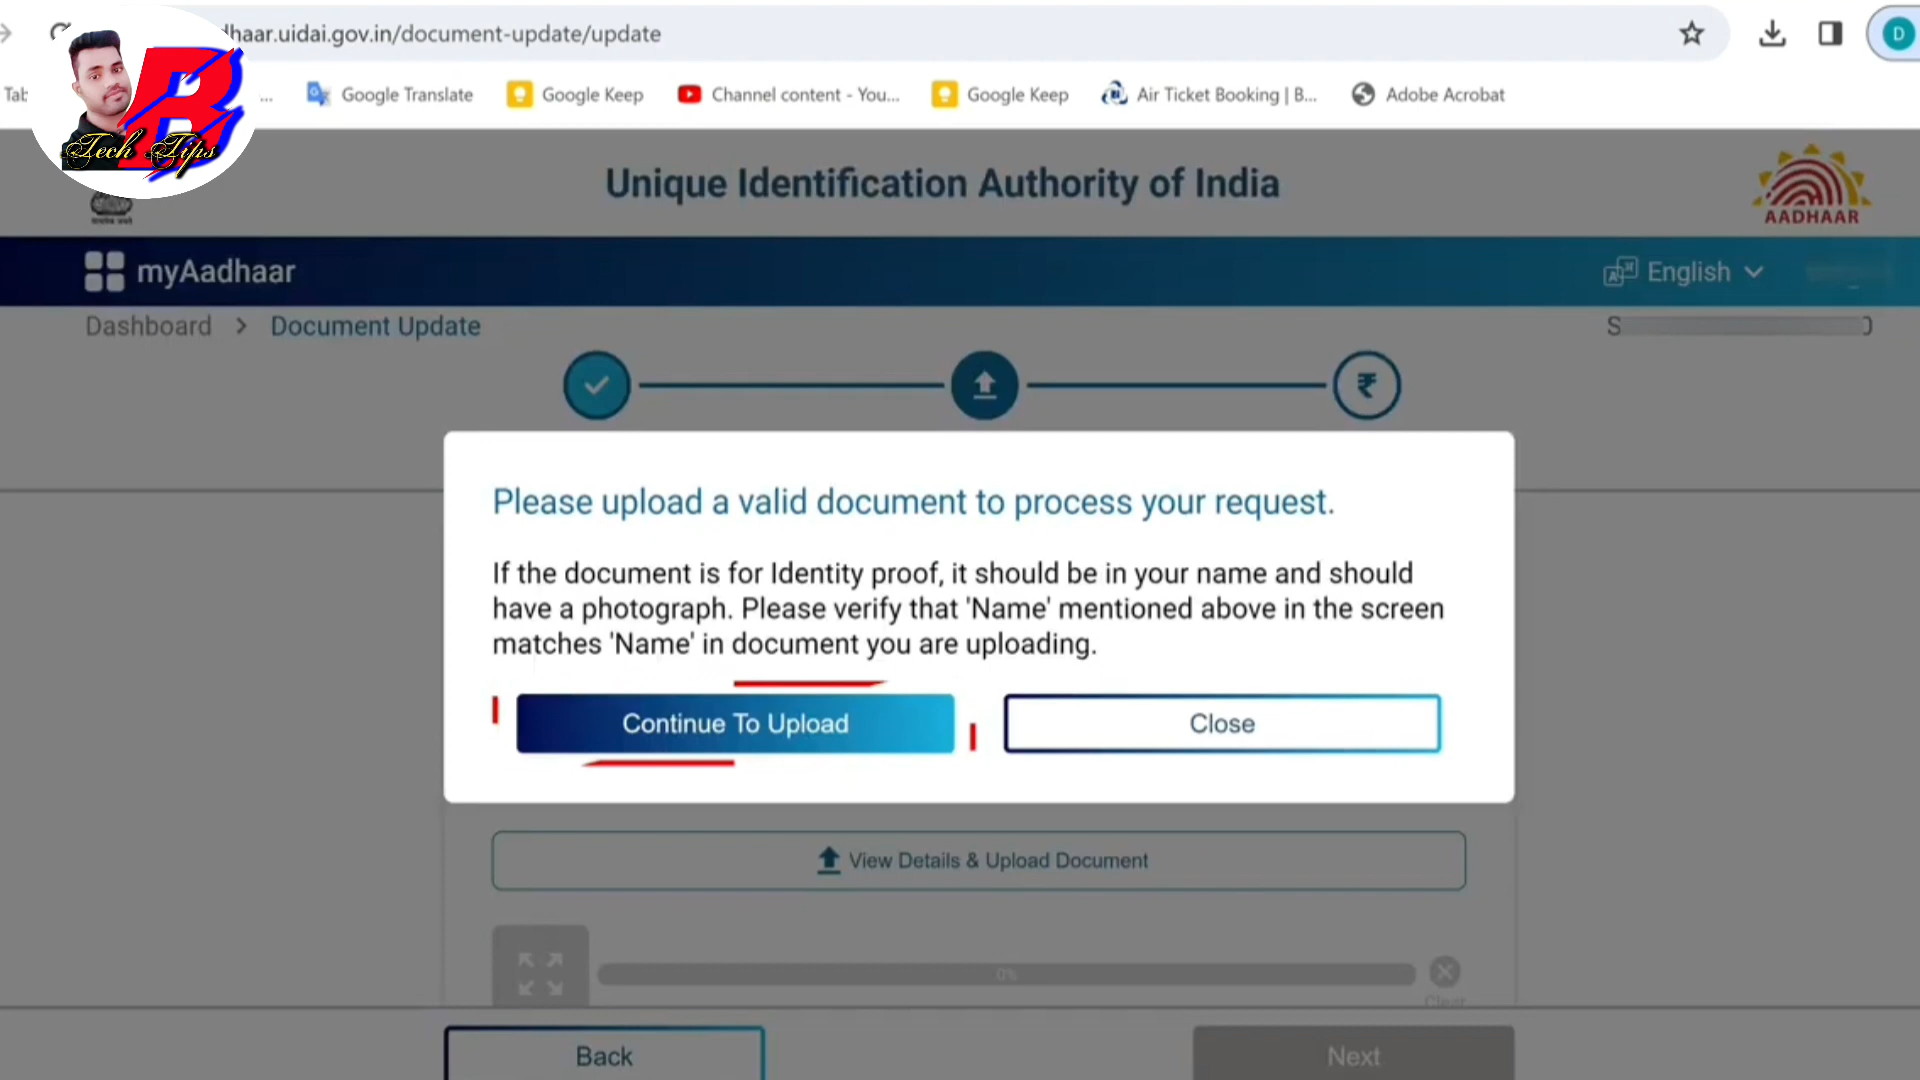 dhaar.uidai.gov.in/document-update/update
D
Tab
...
Google Translate
Google Keep
Channel content - You...
Google Keep
Air Ticket Booking | B...
Adobe Acrobat
B
Tech Tips
Unique Identification Authority of India
AADHAAR
myAadhaar
English
Dashboard > Document Update
S
₹
Please upload a valid document to process your request.
If the document is for Identity proof, it should be in your name and should
have a photograph. Please verify that 'Name' mentioned above in the screen
matches 'Name' in document you are uploading.
Continue To Upload
Close
View Details & Upload Document
0%
Clear
Back
Next